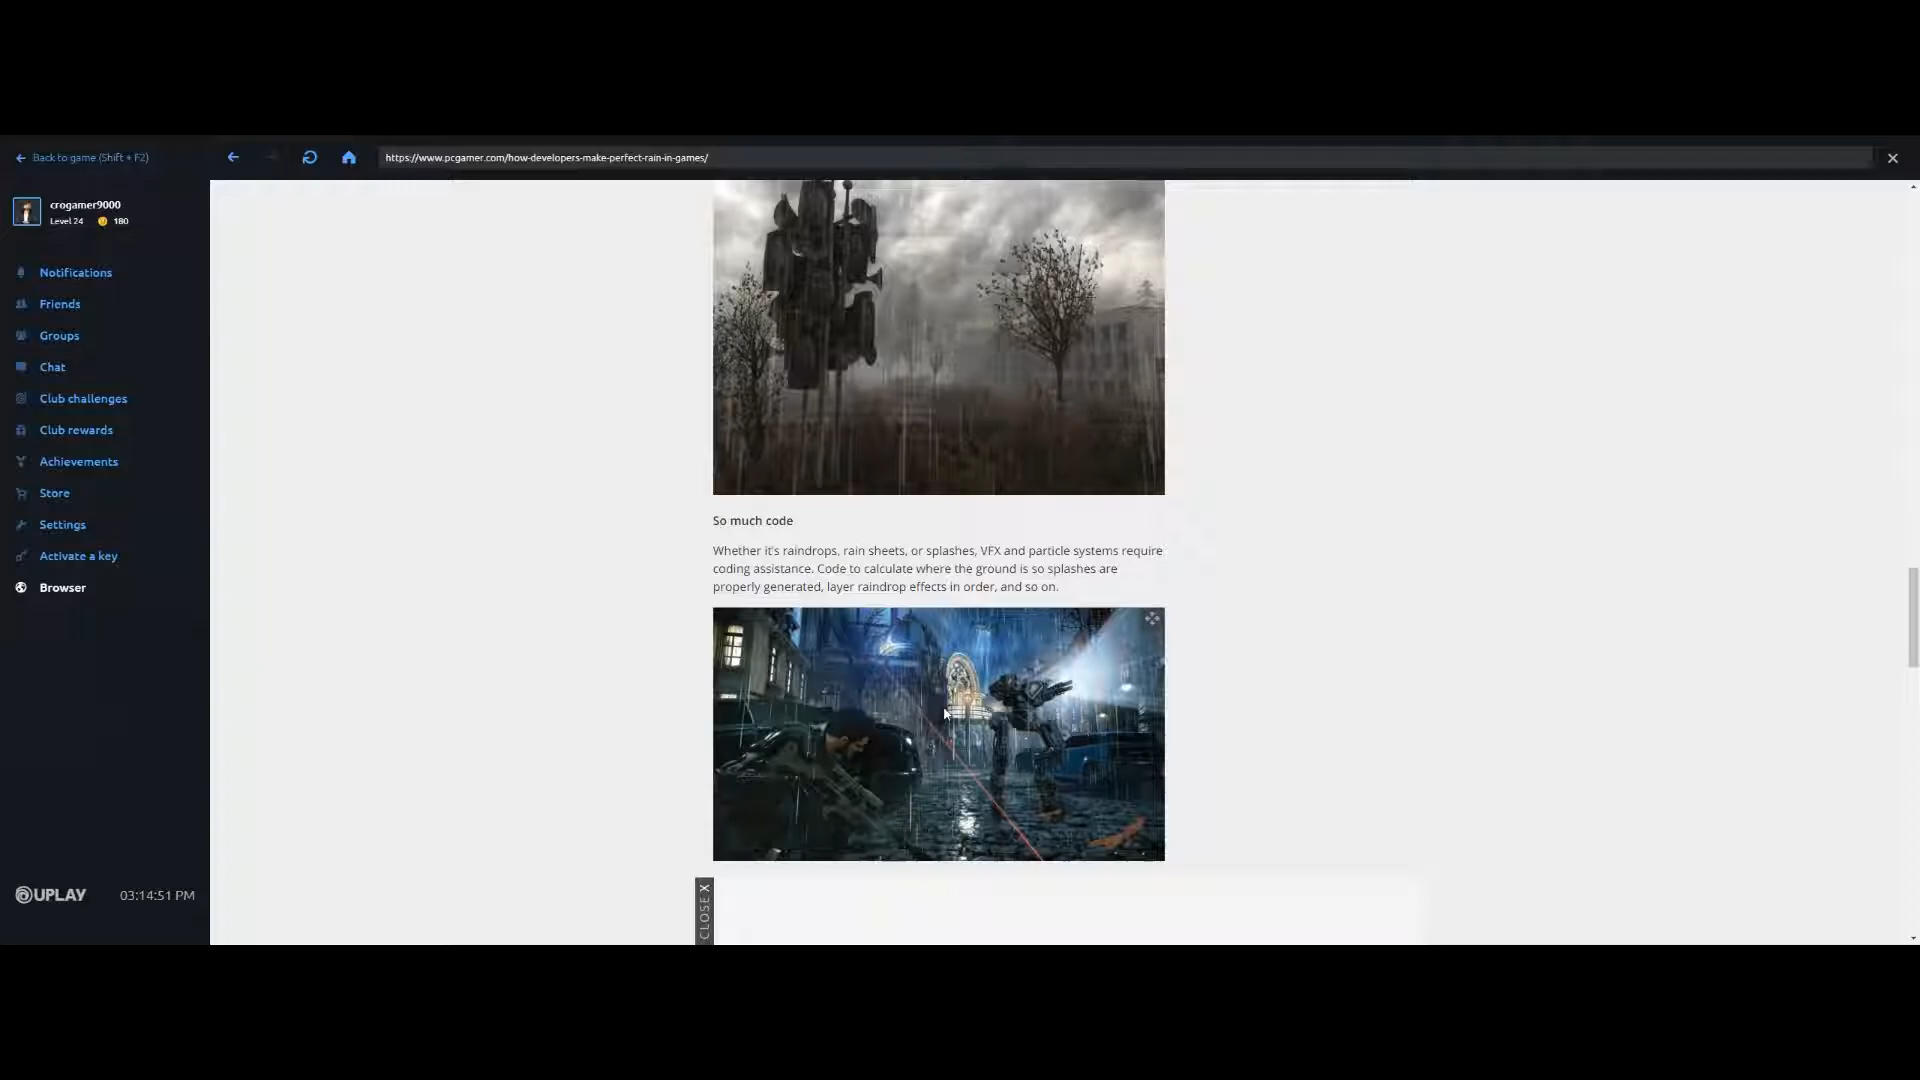 Back to game (Shift + F2)
https://www.pcgamer.com/how-developers-make-perfect-rain-in-games/
crogamer9000
Level 24 180
Notifications
Friends
Groups
Chat
Club challenges
Club rewards
Achievements
Store
Settings
Activate a key
Browser
UPLAY 03:14:51 PM
So much code
Whether it's raindrops, rain sheets, or splashes, VFX and particle systems require
coding assistance. Code to calculate where the ground is so splashes are
properly generated, layer raindrop effects in order, and so on.
CLOSE X